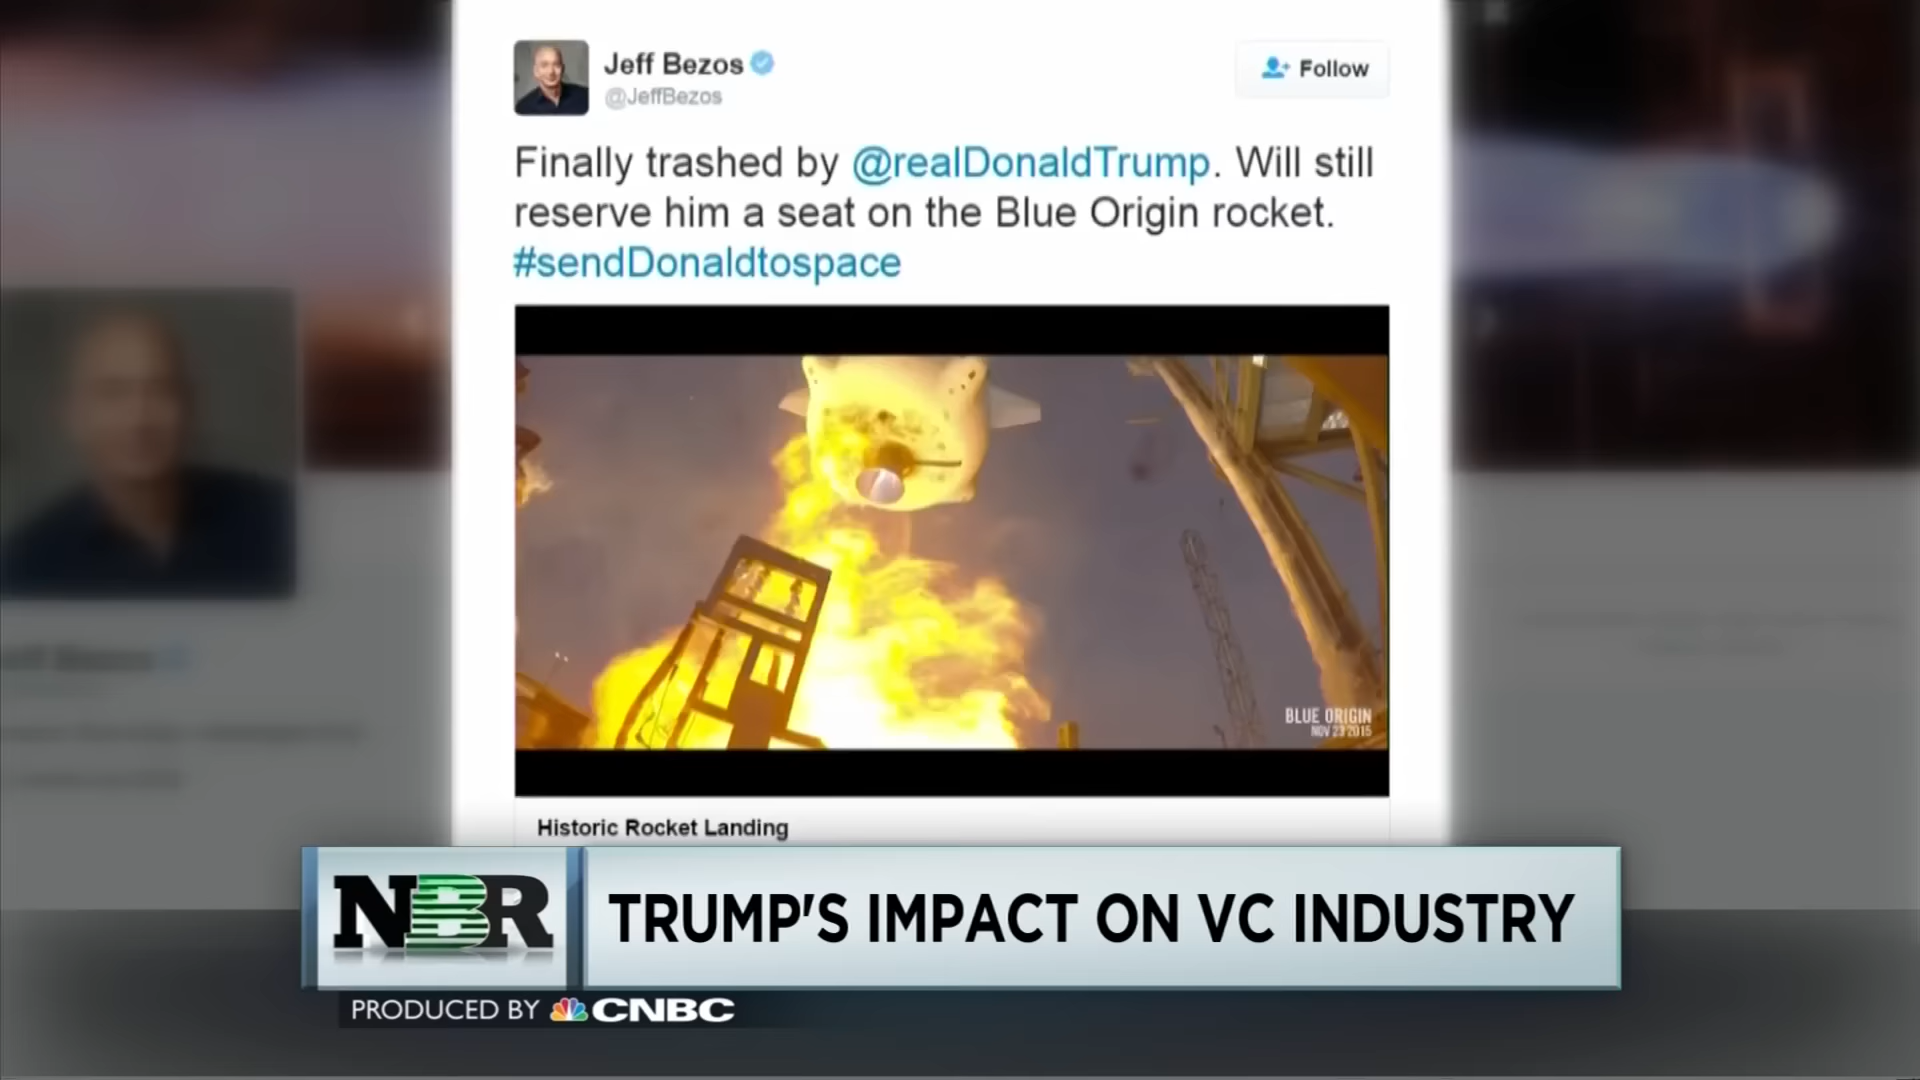 Jeff Bezos
@JeffBezos
Follow
Finally trashed by @realDonaldTrump. Will still
reserve him a seat on the Blue Origin rocket.
#sendDonaldtospace
BLUE ORIGIN
NOV 23 2015
Historic Rocket Landing
NBR
TRUMP'S IMPACT ON VC INDUSTRY
PRODUCED BY CNBC